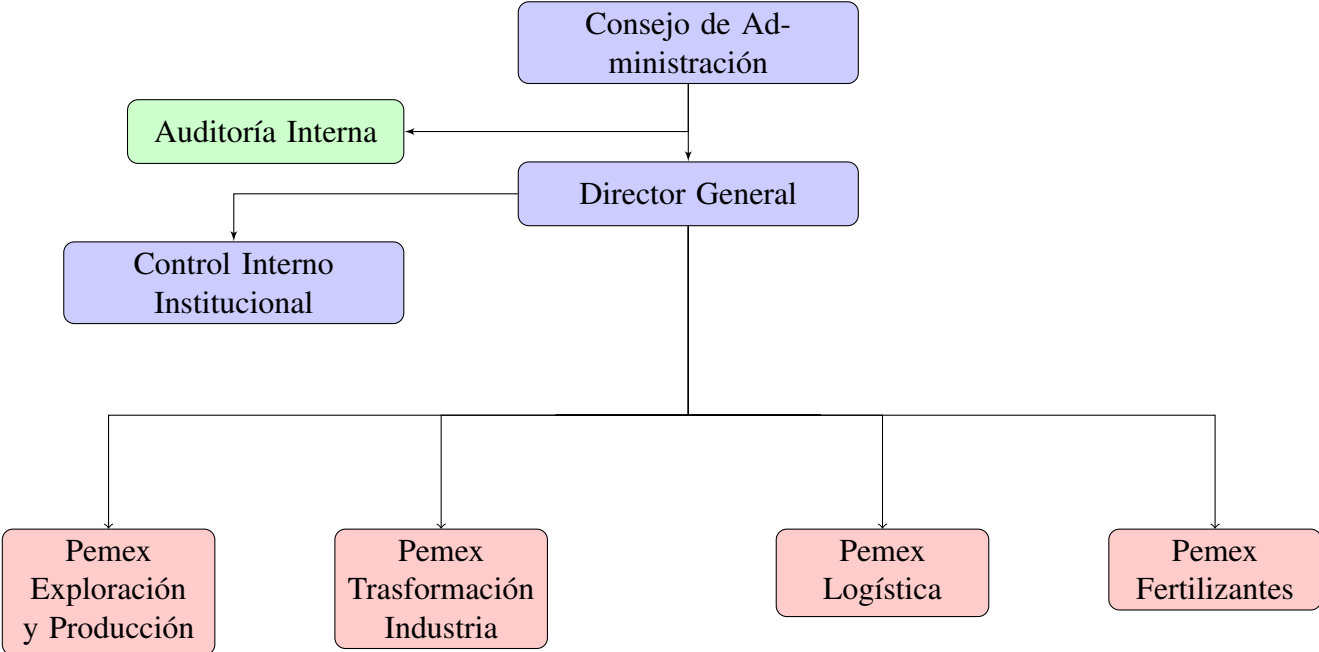 Consejo de Ad-
ministración
Auditoría Interna
Director General
Control Interno
Institucional
Pemex
Exploración
y Producción
Pemex
Trasformación
Industria
Pemex
Logística
Pemex
Fertilizantes